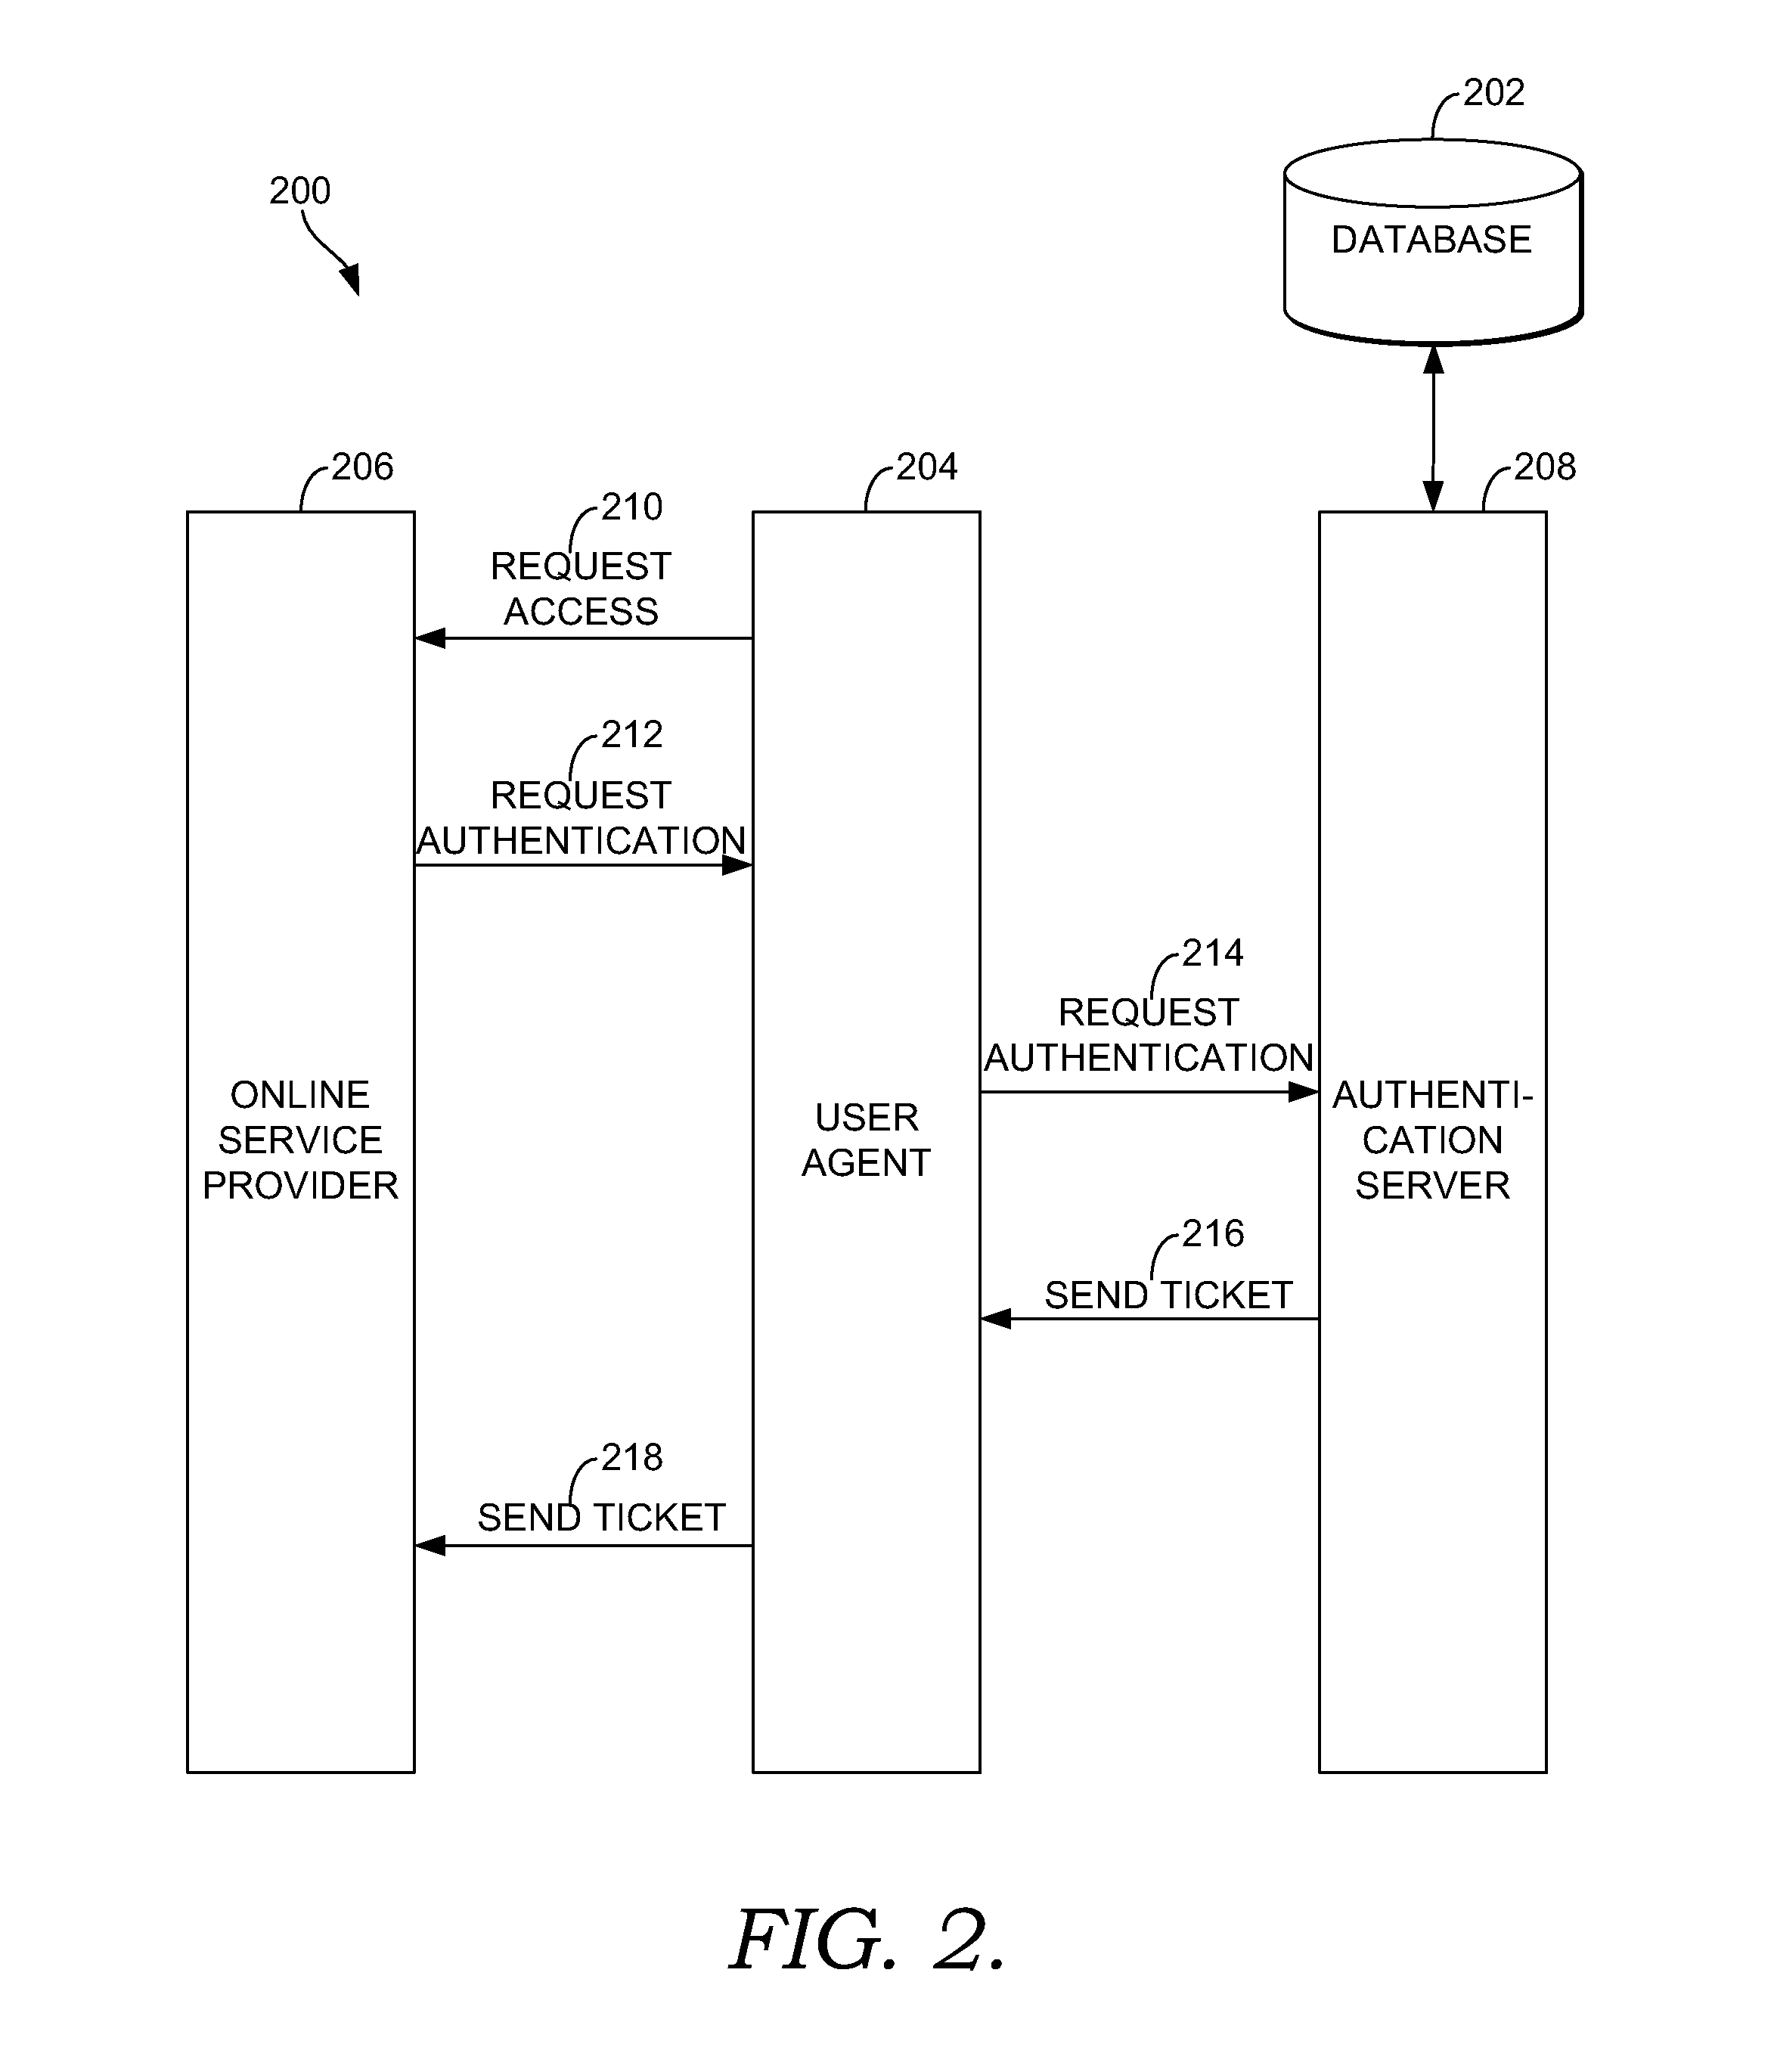 202
200
DATABASE
206
204
208
210
REQUEST
ACCESS
212
REQUEST
AUTHENTICATION
214
REQUEST
AUTHENTICATION
ONLINE
SERVICE
PROVIDER
USER
AGENT
AUTHENTI-
CATION
SERVER
216
SEND TICKET
218
SEND TICKET
FIG. 2.